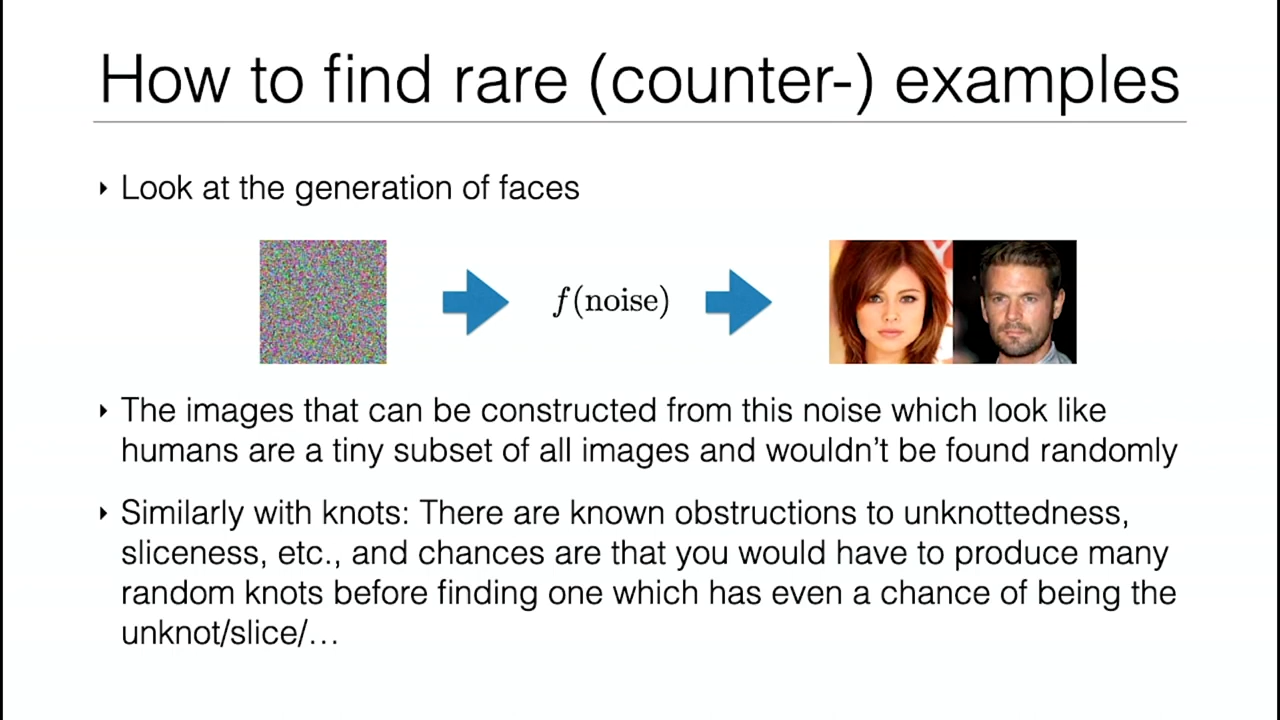 How to find rare (counter-) examples
‣ Look at the generation of faces
f(noise)
‣ The images that can be constructed from this noise which look like
humans are a tiny subset of all images and wouldn’t be found randomly
‣ Similarly with knots: There are known obstructions to unknottedness,
sliceness, etc., and chances are that you would have to produce many
random knots before finding one which has even a chance of being the
unknot/slice/…